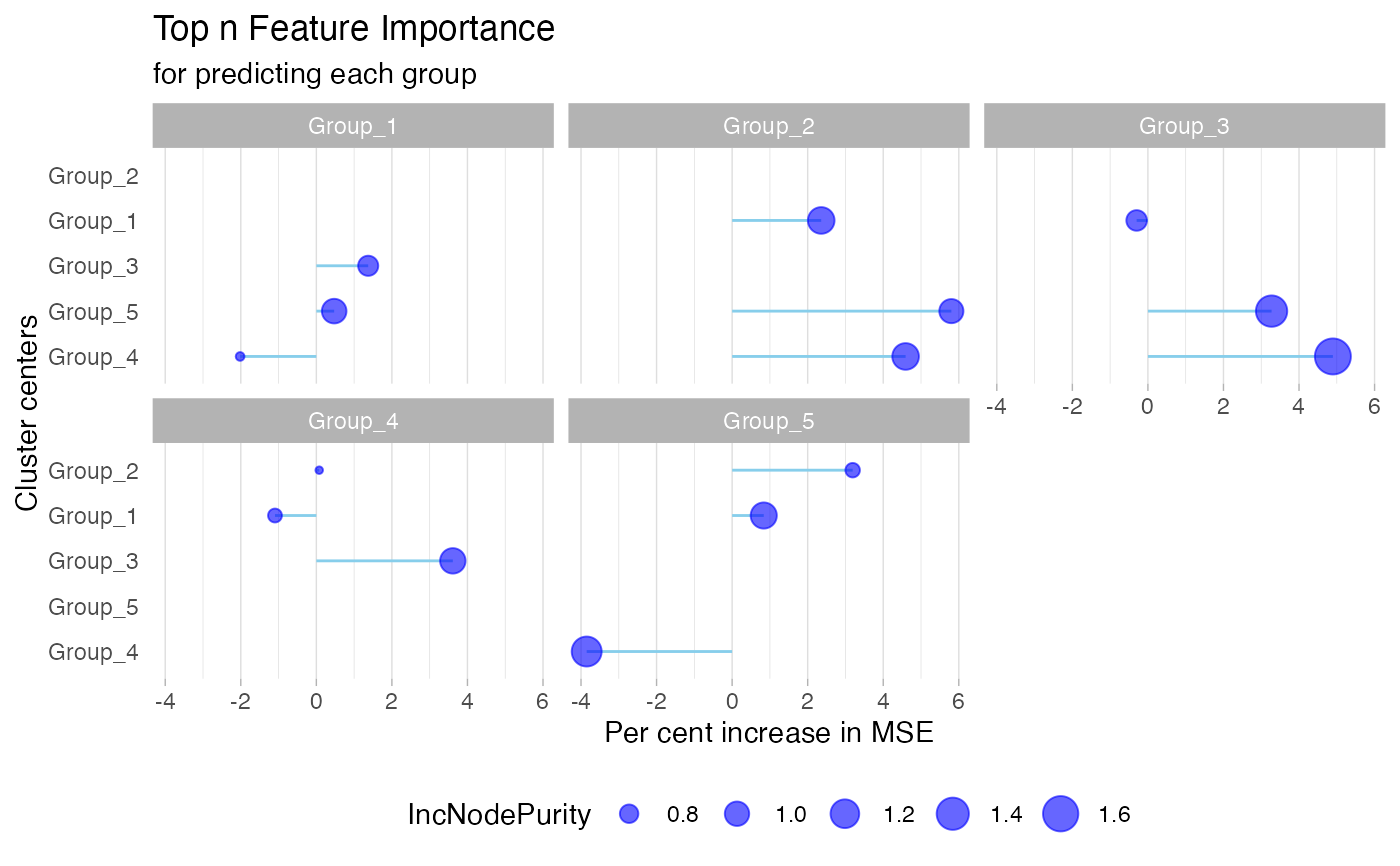 Top n Feature Importance
for predicting each group
Group_1 Group_2 Group_3
Group_2
Group_1
Group_3
Group_5
Group_4
-4 -2 0 2 4 6
Group_4 Group_5
Cluster centers
Group_2
Group_1
Group_3
Group_5
Group_4
-4 -2 0 2 4 6 -4 -2 0 2 4 6
Per cent increase in MSE
IncNodePurity 0.8 1.0 1.2 1.4 1.6